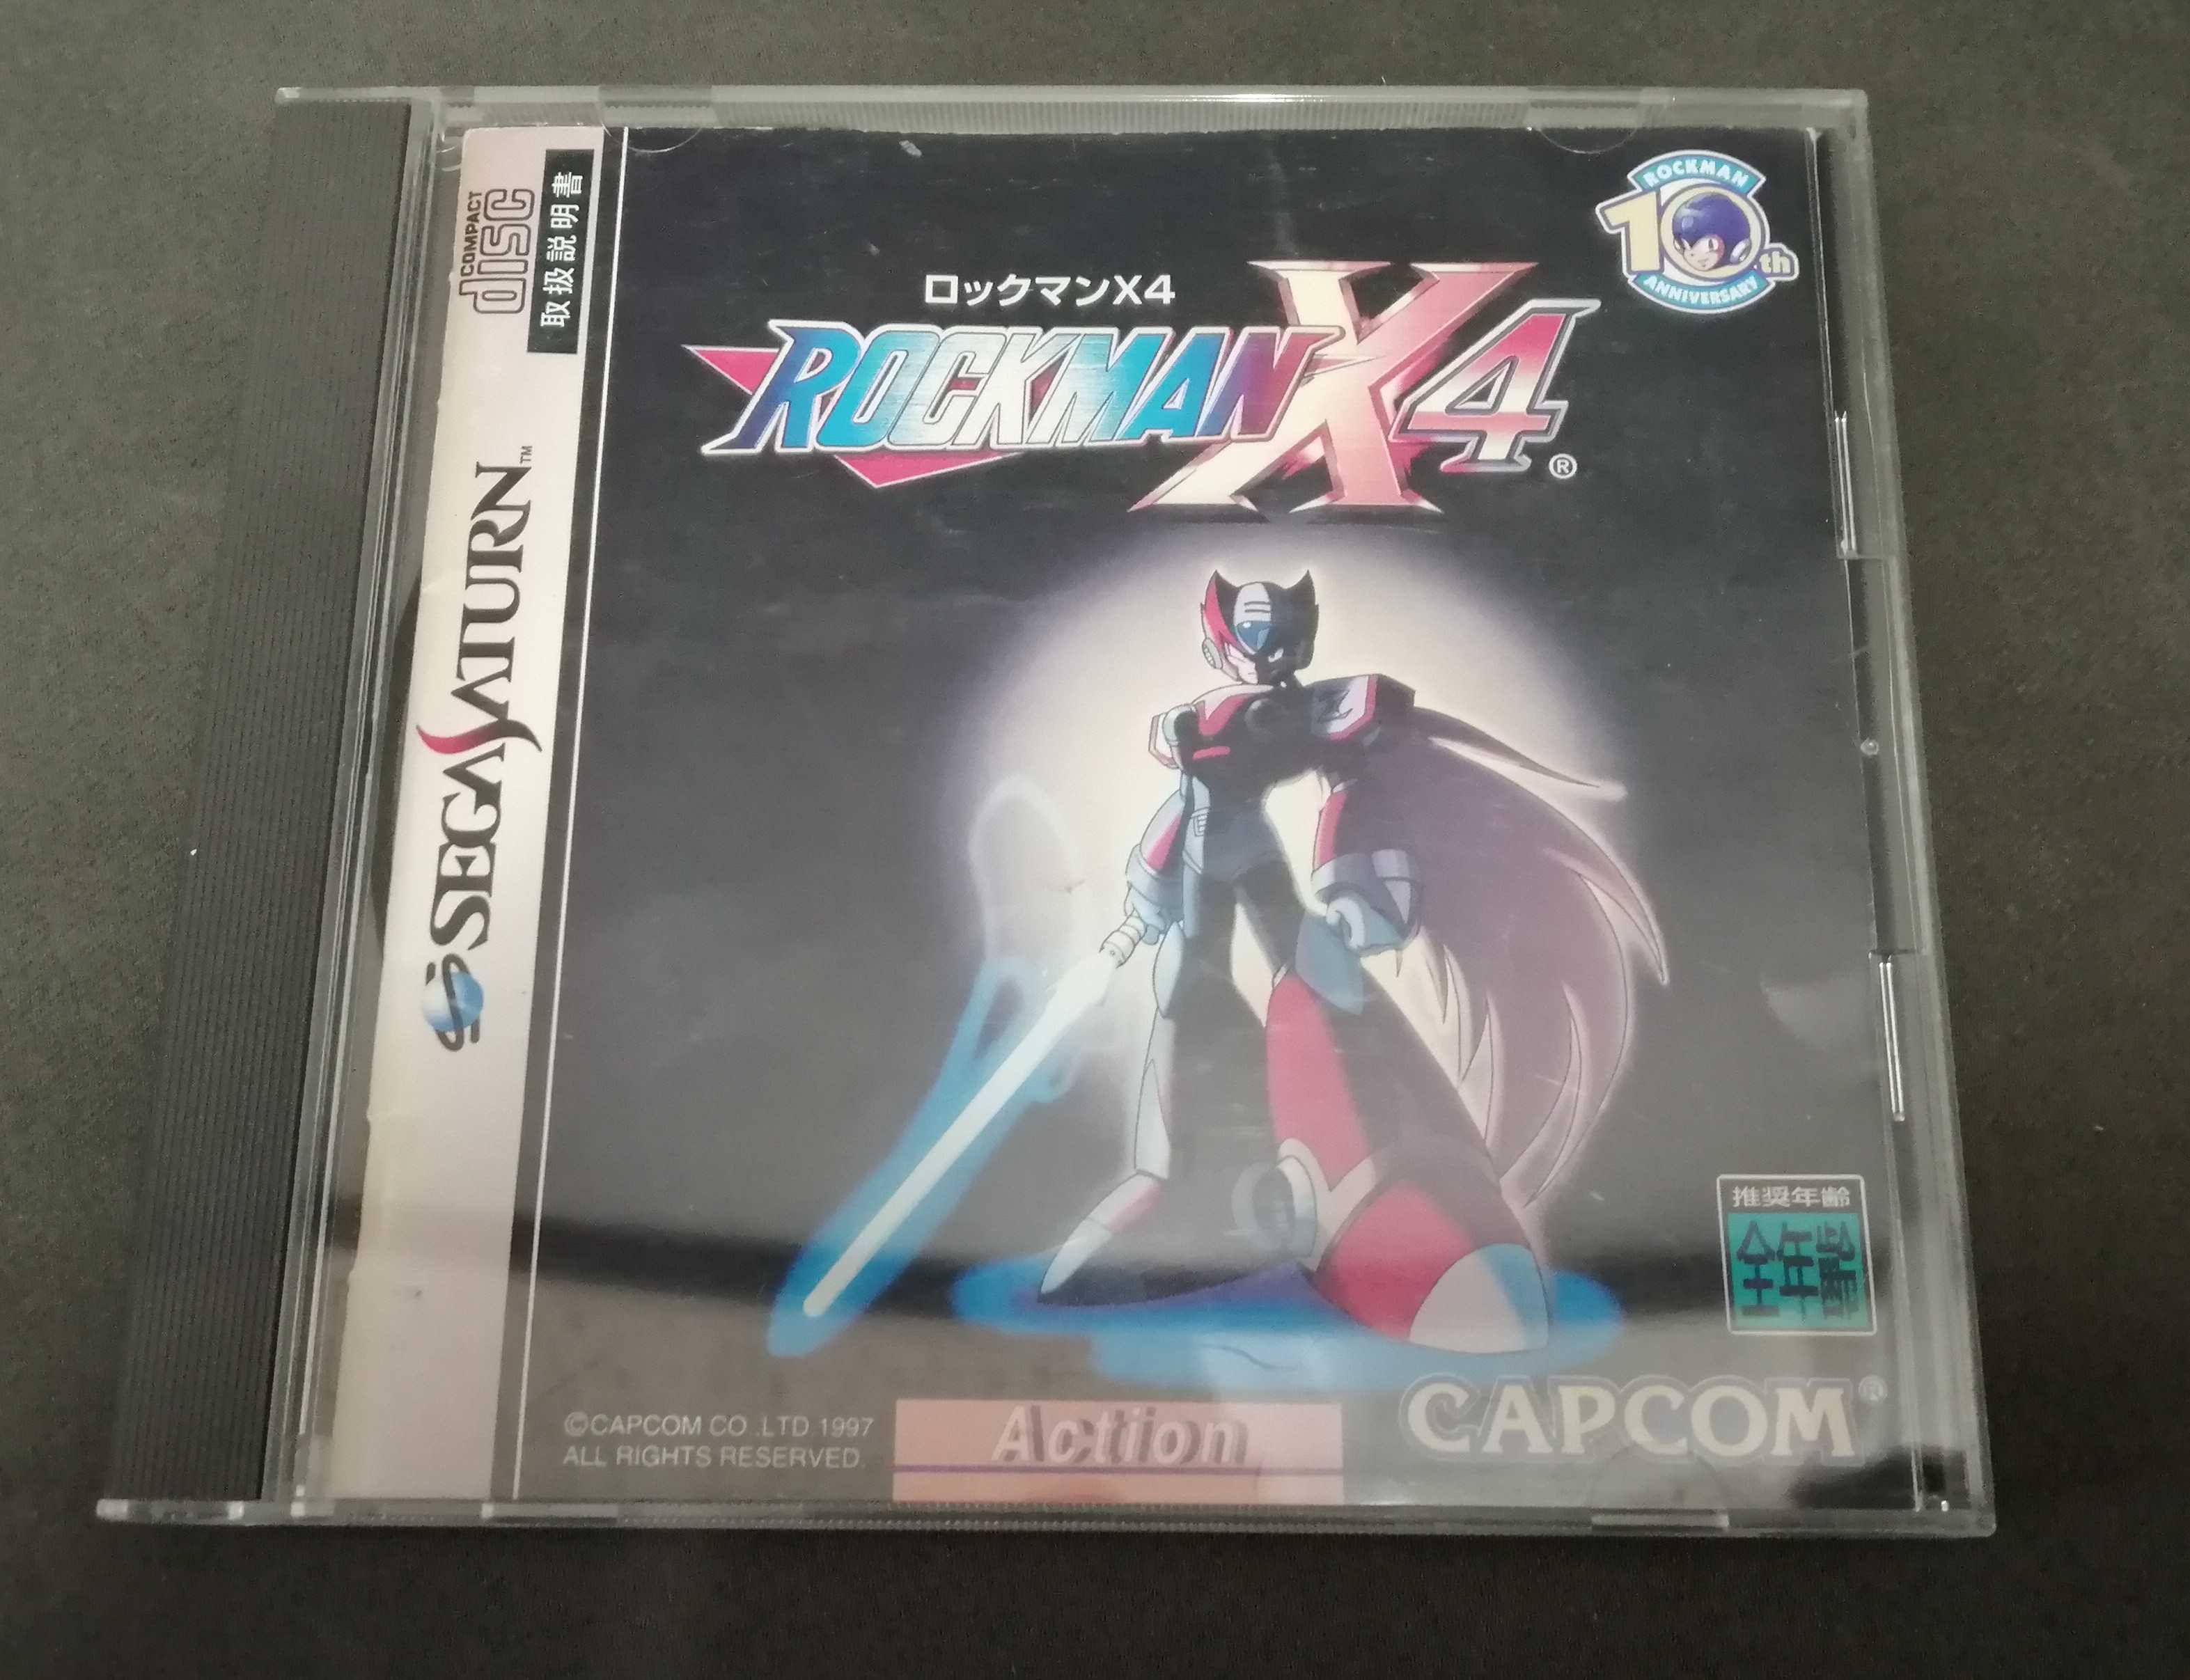 COMPACT
disc
取扱説明書
SEGA SATURN™
ROCKMAN
10th
ANNIVERSARY
ロックマンX4
ROCKMAN X4®
Z
推奨年齢
全年齢
©CAPCOM CO .LTD 1997
ALL RIGHTS RESERVED.
Action
CAPCOM®